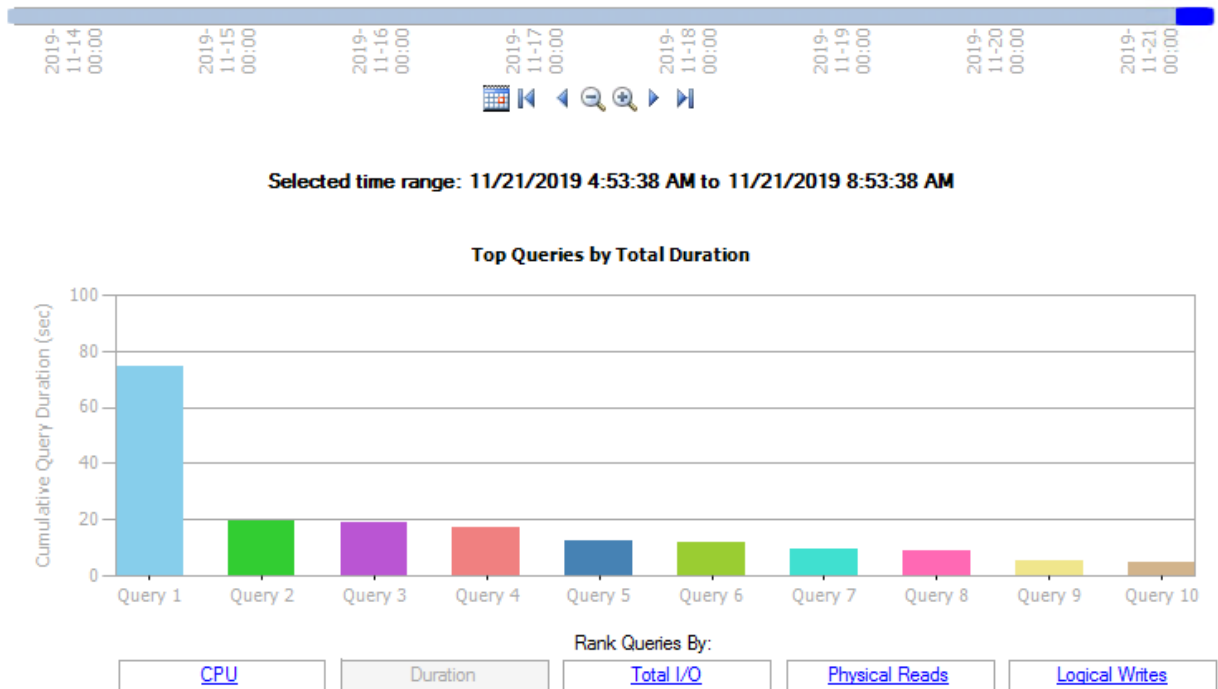 2019-11-14 00:00
2019-11-15 00:00
2019-11-16 00:00
2019-11-17 00:00
2019-11-18 00:00
2019-11-19 00:00
2019-11-20 00:00
2019-11-21 00:00
Selected time range: 11/21/2019 4:53:38 AM to 11/21/2019 8:53:38 AM
Top Queries by Total Duration
Cumulative Query Duration (sec)
100
80
60
40
20
0
Query 1 Query 2 Query 3 Query 4 Query 5 Query 6 Query 7 Query 8 Query 9 Query 10
Rank Queries By:
CPU Duration Total I/O Physical Reads Logical Writes